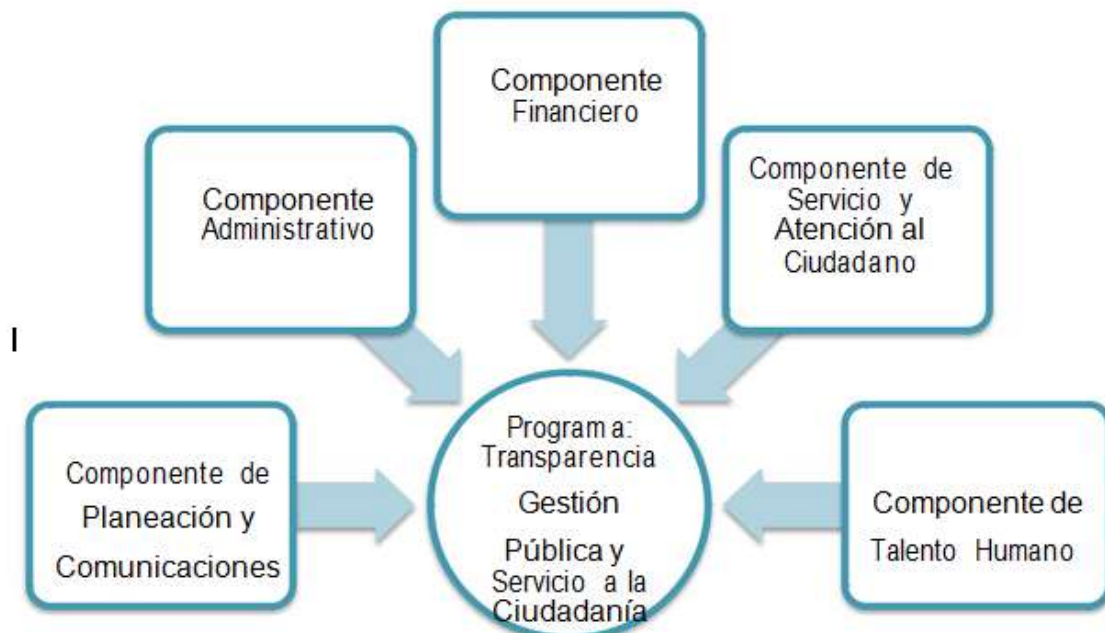 Componente
Financiero
Componente
Administrativo
Componente de
Servicio y
Atención al
Ciudadano
l
Componente de
Planeación y
Comunicaciones
Programa:
Transparencia
Gestión
Pública y
Servicio a la
Ciudadanía
Componente de
Talento Humano